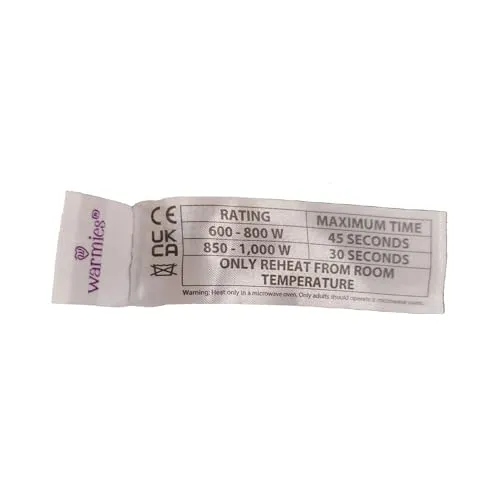 warmies®
CE
UK
CA
RATING MAXIMUM TIME
600 - 800 W 45 SECONDS
850 - 1,000 W 30 SECONDS
ONLY REHEAT FROM ROOM
TEMPERATURE
Warning: Heat only in a microwave oven. Only adults should operate a microwave oven.